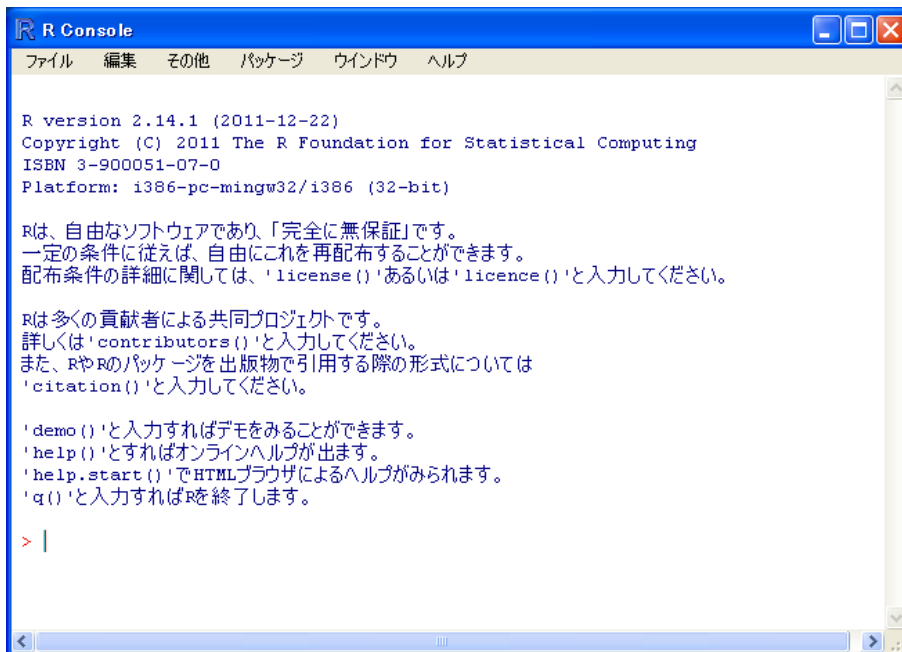 R Console
ファイル 編集 その他 パッケージ ウインドウ ヘルプ
R version 2.14.1 (2011-12-22)
Copyright (C) 2011 The R Foundation for Statistical Computing
ISBN 3-900051-07-0
Platform: i386-pc-mingw32/i386 (32-bit)
Rは、自由なソフトウェアであり、「完全に無保証」です。
一定の条件に従えば、自由にこれを再配布することができます。
配布条件の詳細に関しては、'license()'あるいは'licence()'と入力してください。
Rは多くの貢献者による共同プロジェクトです。
詳しくは'contributors()'と入力してください。
また、RやRのパッケージを出版物で引用する際の形式については
'citation()'と入力してください。
'demo()'と入力すればデモをみることができます。
'help()'とすればオンラインヘルプが出ます。
'help.start()'でHTMLブラウザによるヘルプがみられます。
'q()'と入力すればRを終了します。
>